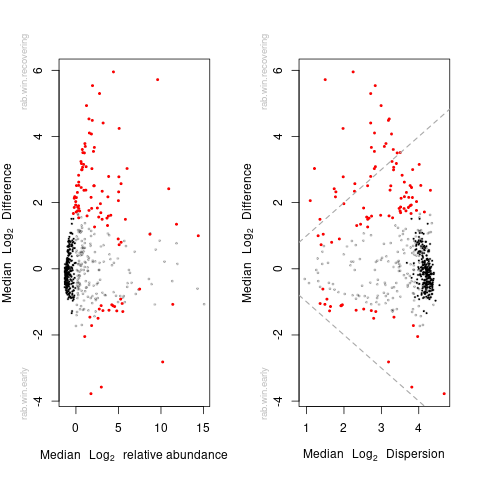 rab.win.recovering
rab.win.early
Median Log2 Difference
6
4
2
0
-2
-4
0 5 10 15
Median Log2 relative abundance
rab.win.recovering
rab.win.early
Median Log2 Difference
6
4
2
0
-2
-4
1 2 3 4
Median Log2 Dispersion